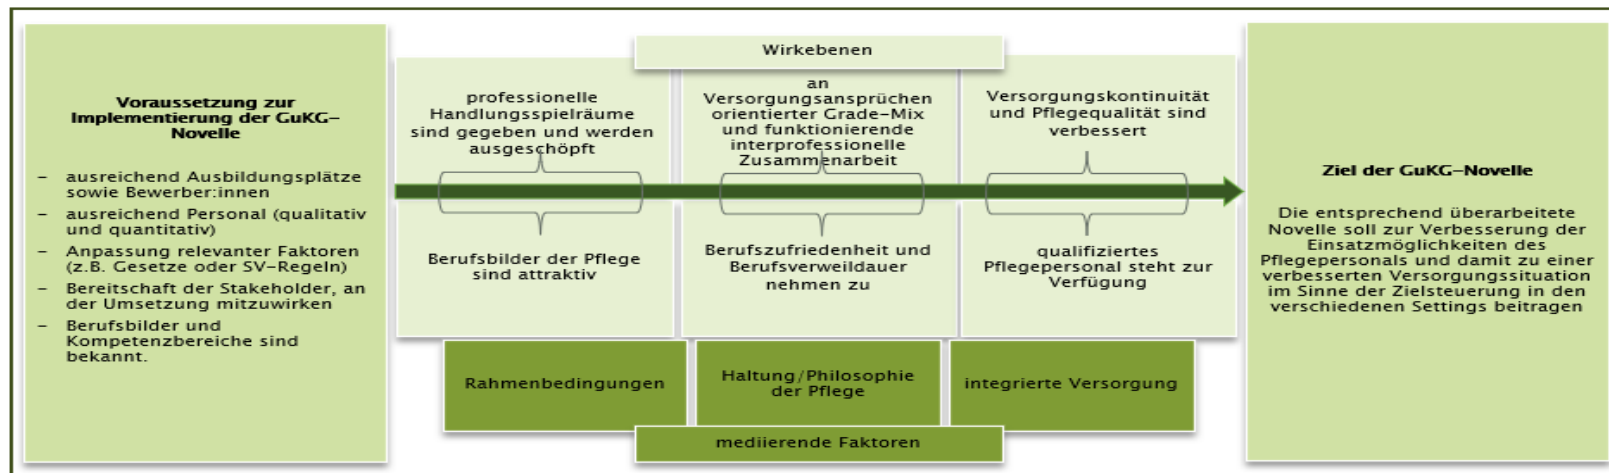 Voraussetzung zur
Implementierung der GuKG-
Novelle
– ausreichend Ausbildungsplätze
sowie Bewerber:innen
– ausreichend Personal (qualitativ
und quantitativ)
– Anpassung relevanter Faktoren
(z.B. Gesetze oder SV-Regeln)
– Bereitschaft der Stakeholder, an
der Umsetzung mitzuwirken
– Berufsbilder und
Kompetenzbereiche sind
bekannt.
Wirkebenen
professionelle
Handlungsspielräume
sind gegeben und werden
ausgeschöpft
an
Versorgungsansprüchen
orientierter Grade-Mix
und funktionierende
interprofessionelle
Zusammenarbeit
Versorgungskontinuität
und Pflegequalität sind
verbessert
Berufsbilder der Pflege
sind attraktiv
Berufszufriedenheit und
Berufsverweildauer
nehmen zu
qualifiziertes
Pflegepersonal steht zur
Verfügung
Rahmenbedingungen
Haltung/Philosophie
der Pflege
integrierte Versorgung
mediierende Faktoren
Ziel der GuKG-Novelle
Die entsprechend überarbeitete
Novelle soll zur Verbesserung der
Einsatzmöglichkeiten des
Pflegepersonals und damit zu einer
verbesserten Versorgungssituation
im Sinne der Zielsteuerung in den
verschiedenen Settings beitragen